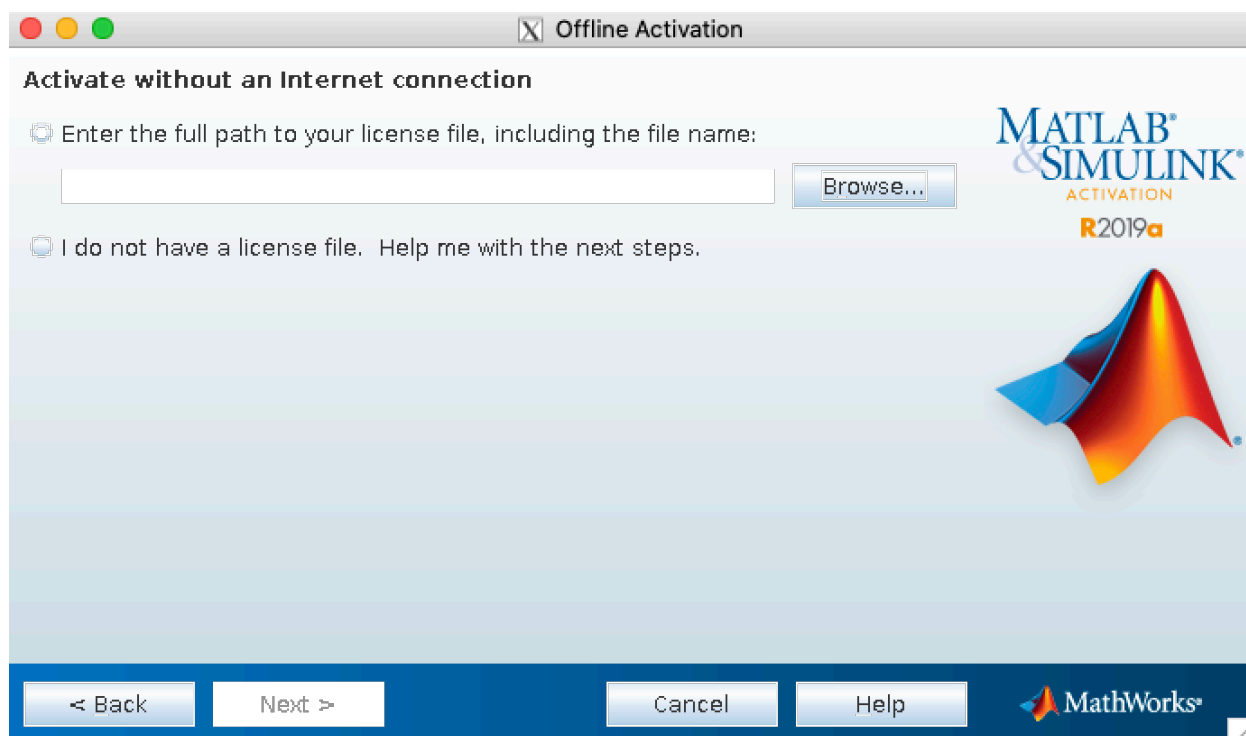 Offline Activation
Activate without an Internet connection
Enter the full path to your license file, including the file name:
Browse...
I do not have a license file.  Help me with the next steps.
MATLAB®
&SIMULINK®
ACTIVATION
R2019a
< Back
Next >
Cancel
Help
MathWorks®